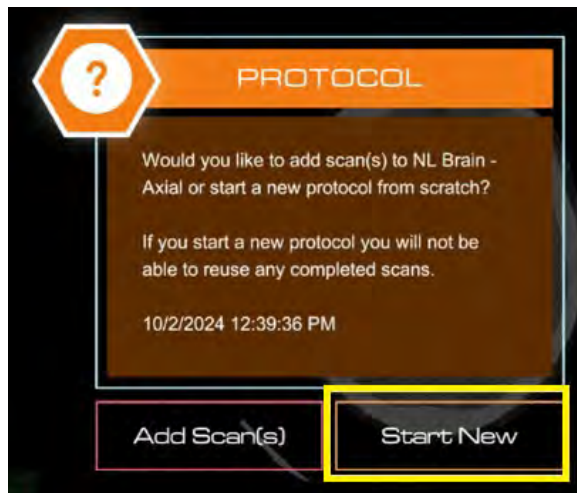 ?
PROTOCOL
Would you like to add scan(s) to NL Brain -
Axial or start a new protocol from scratch?
If you start a new protocol you will not be
able to reuse any completed scans.
10/2/2024 12:39:36 PM
Add Scan(s)
Start New